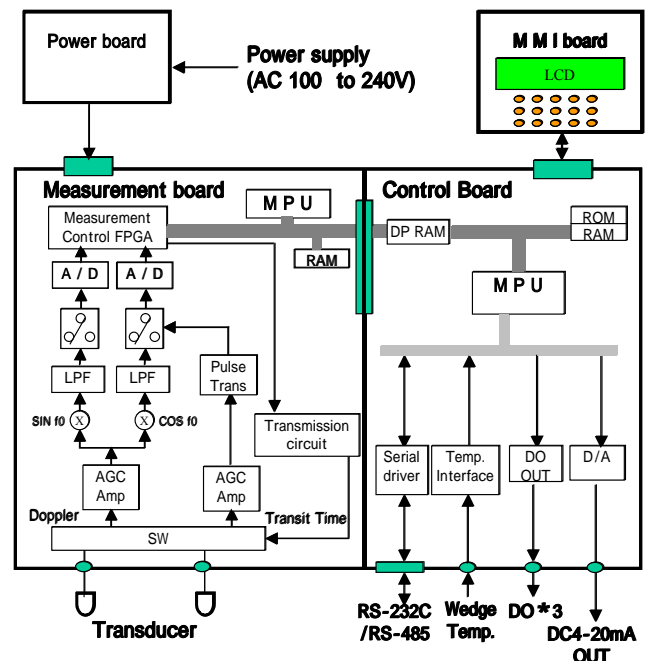 Power board
Power supply
(AC 100 to 240V)
M M I board
LCD
Measurement board
Measurement
Control FPGA
M P U
RAM
A / D
A / D
LPF
LPF
Pulse
Trans
SIN f0
X
X
COS f0
Transmission
circuit
AGC
Amp
AGC
Amp
Doppler
Transit Time
SW
Transducer
Control Board
DP RAM
ROM
RAM
M P U
Serial
driver
Temp.
Interface
DO
OUT
D/A
RS-232C
/RS-485
Wedge
Temp.
DO * 3
DC4-20mA
OUT